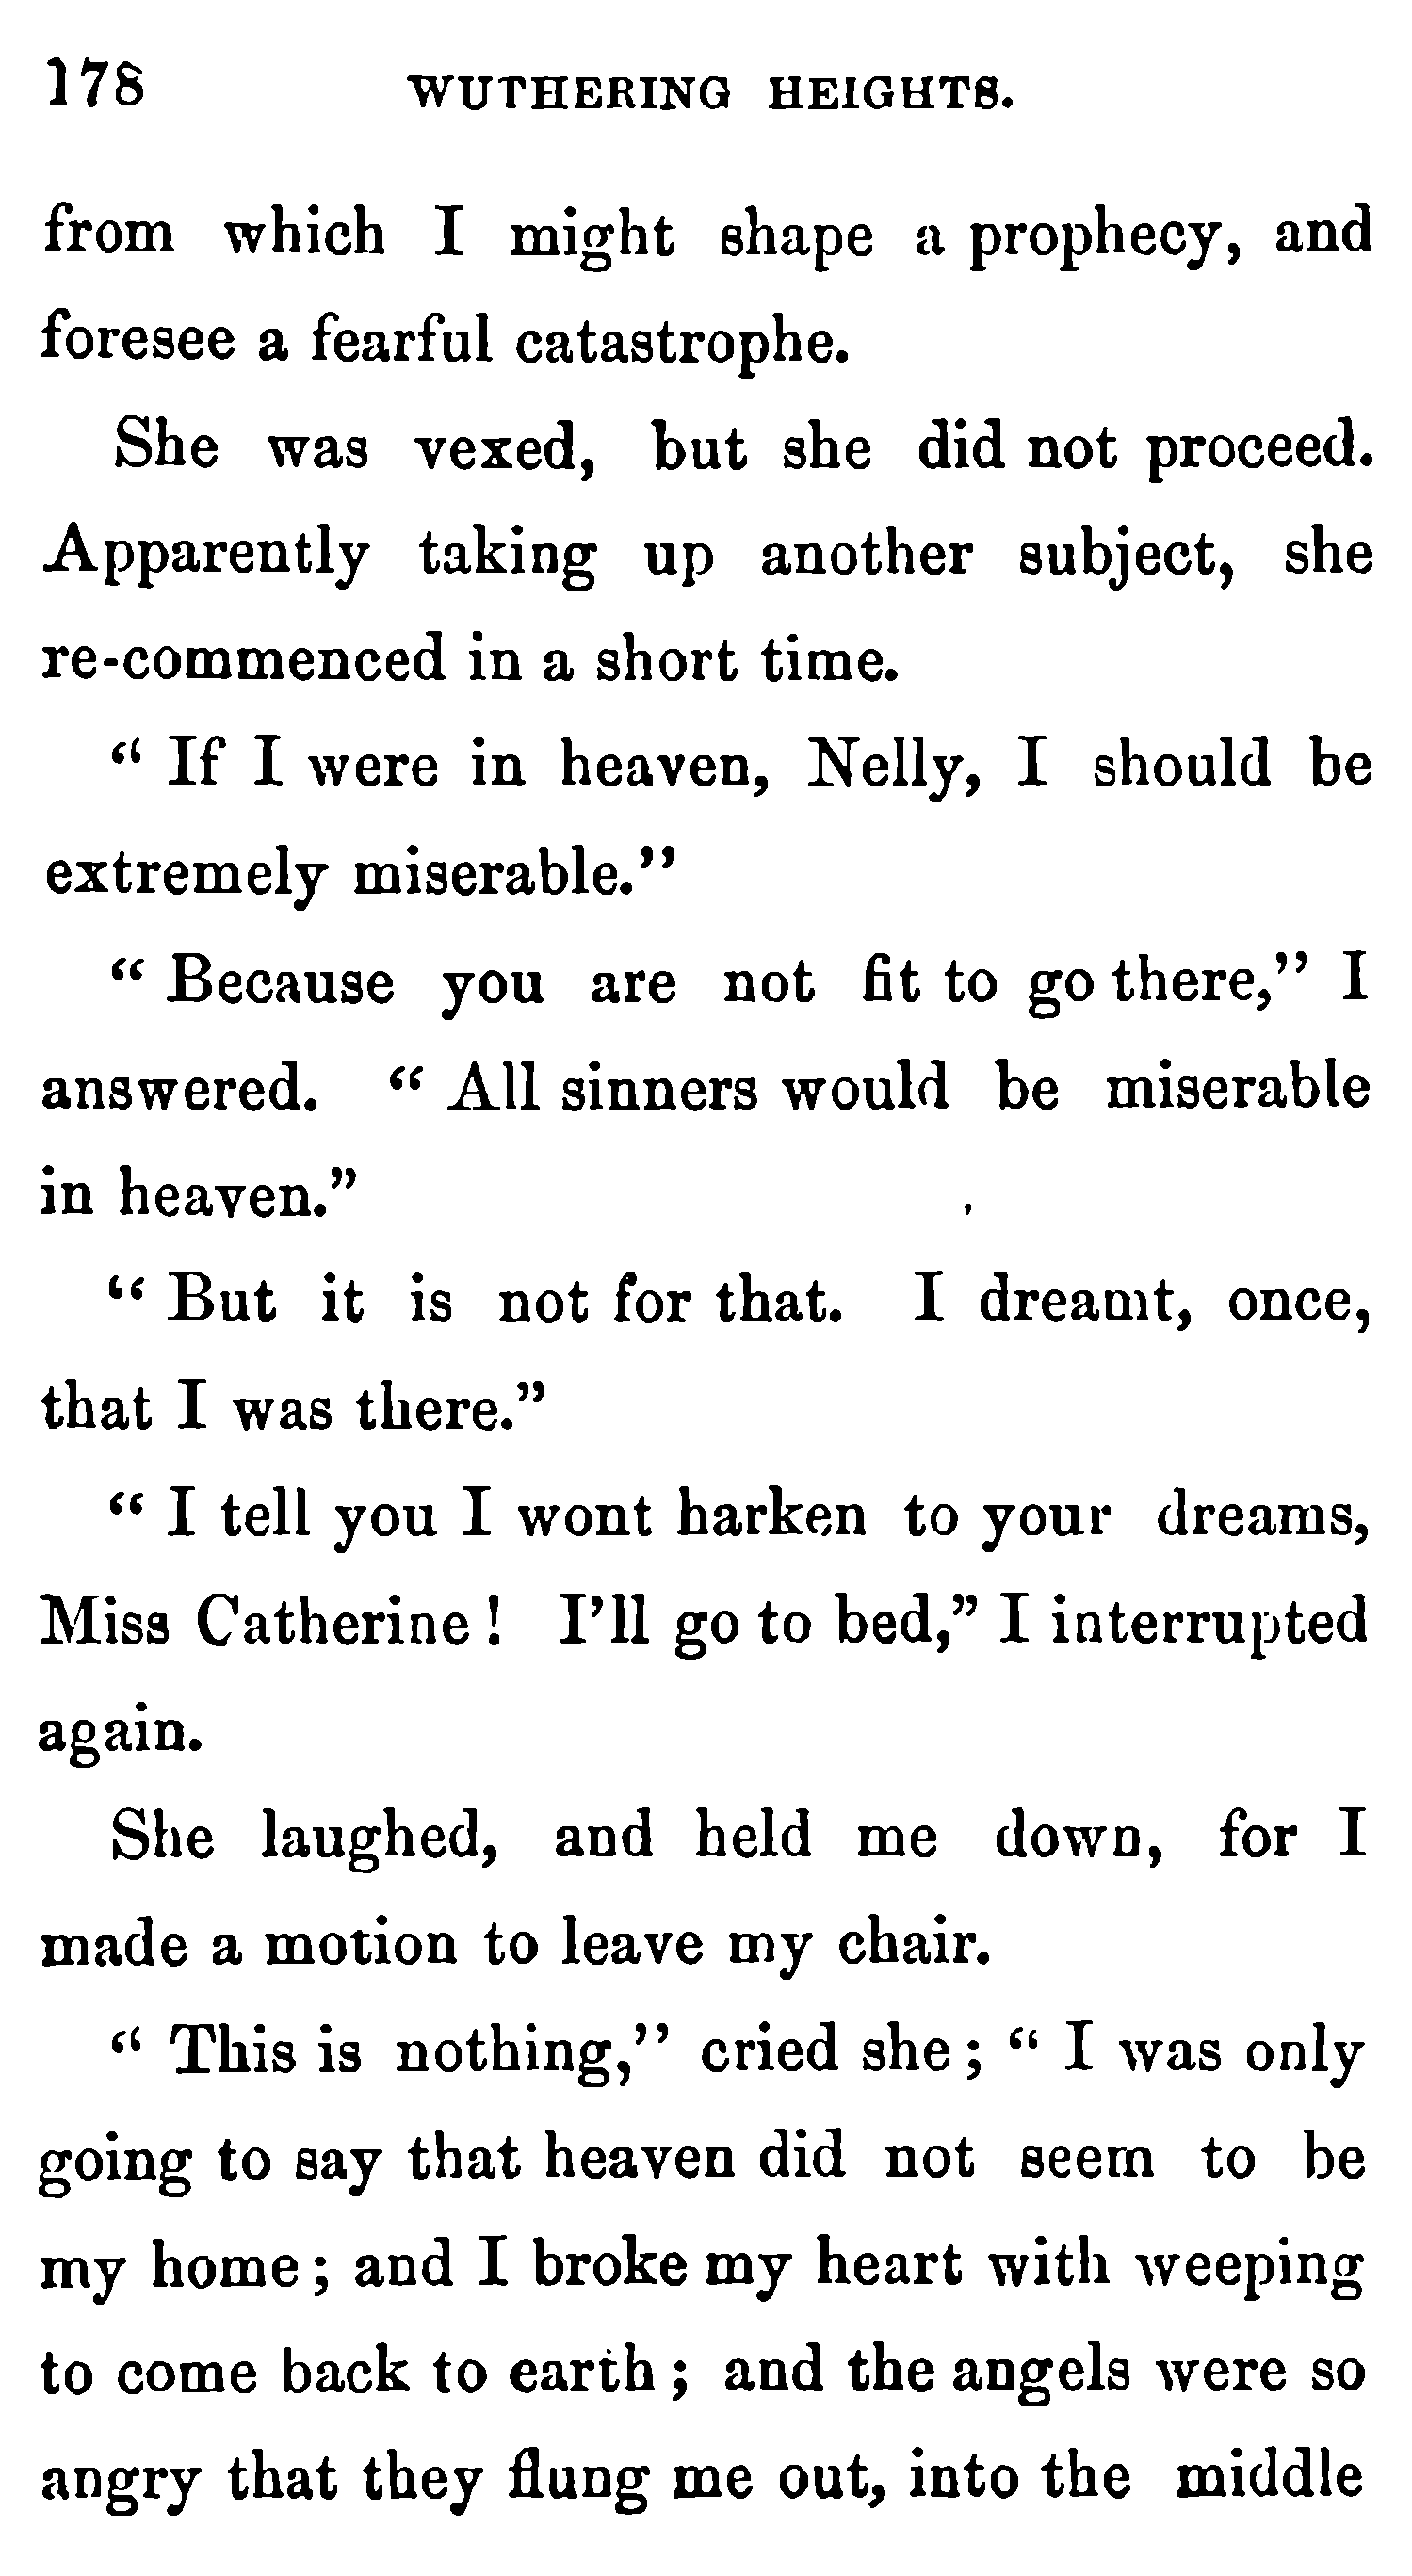 178 WUTHERING HEIGHTS.
from which I might shape a prophecy, and
foresee a fearful catastrophe.
She was vexed, but she did not proceed.
Apparently taking up another subject, she
re-commenced in a short time.
“ If I were in heaven, Nelly, I should be
extremely miserable.”
“ Because you are not fit to go there,” I
answered. “ All sinners would be miserable
in heaven.”
“ But it is not for that. I dreamt, once,
that I was there.”
“ I tell you I wont harken to your dreams,
Miss Catherine ! I’ll go to bed,” I interrupted
again.
She laughed, and held me down, for I
made a motion to leave my chair.
“ This is nothing,” cried she ; “ I was only
going to say that heaven did not seem to be
my home ; and I broke my heart with weeping
to come back to earth ; and the angels were so
angry that they flung me out, into the middle